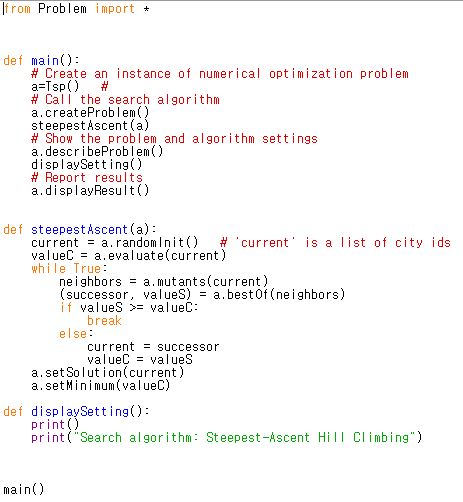 from Problem import *
def main():
    # Create an instance of numerical optimization problem
    a=Tsp()   #
    # Call the search algorithm
    a.createProblem()
    steepestAscent(a)
    # Show the problem and algorithm settings
    a.describeProblem()
    displaySetting()
    # Report results
    a.displayResult()
def steepestAscent(a):
    current = a.randomInit()   # 'current' is a list of city ids
    valueC = a.evaluate(current)
    while True:
        neighbors = a.mutants(current)
        (successor, valueS) = a.bestOf(neighbors)
        if valueS >= valueC:
            break
        else:
            current = successor
            valueC = valueS
    a.setSolution(current)
    a.setMinimum(valueC)
def displaySetting():
    print()
    print("Search algorithm: Steepest-Ascent Hill Climbing")
main()